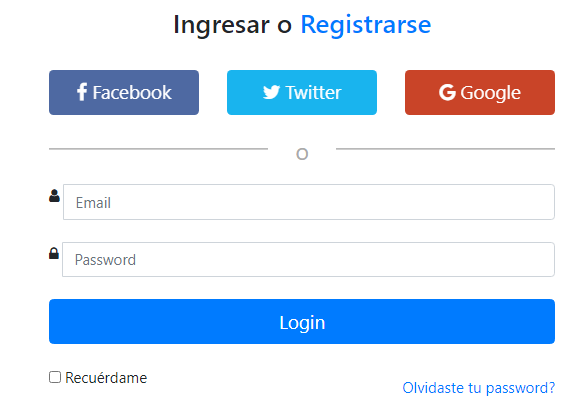 Ingresar o Registrarse
Facebook Twitter Google
O
Email
Password
Login
Recuérdame
Olvidaste tu password?